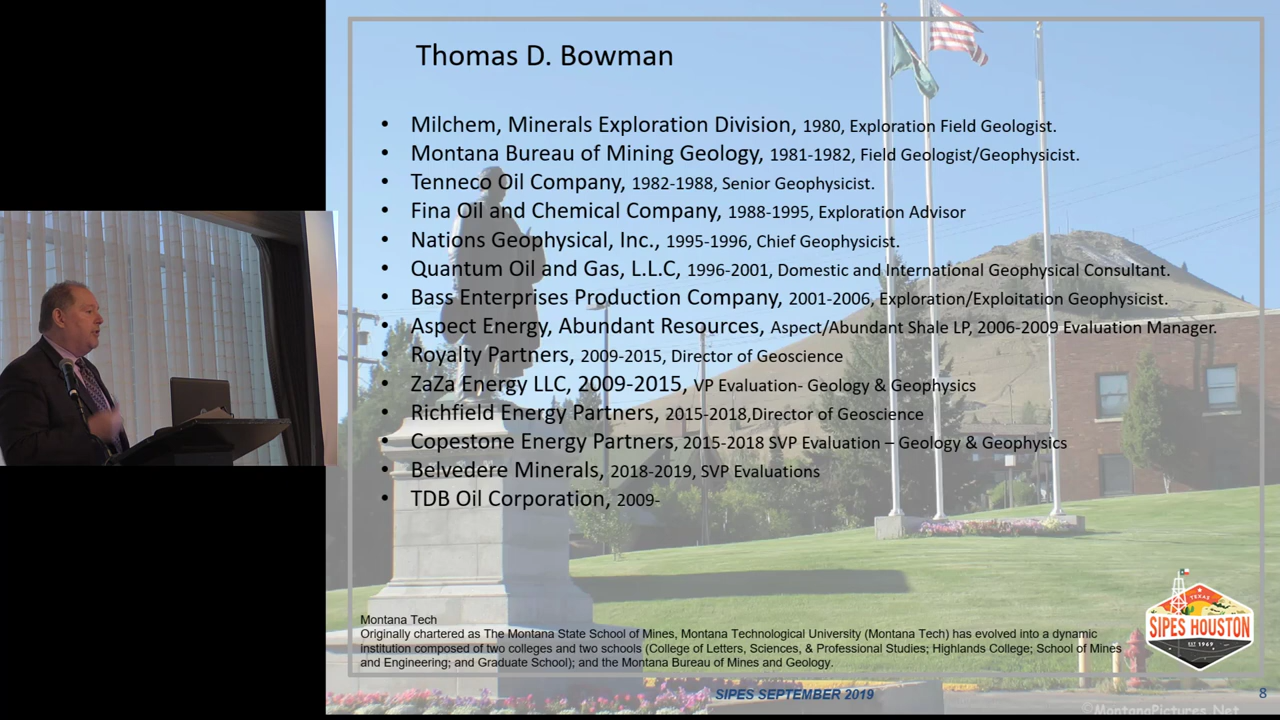 Thomas D. Bowman
• Milchem, Minerals Exploration Division, 1980, Exploration Field Geologist.
• Montana Bureau of Mining Geology, 1981-1982, Field Geologist/Geophysicist.
• Tenneco Oil Company, 1982-1988, Senior Geophysicist.
• Fina Oil and Chemical Company, 1988-1995, Exploration Advisor
• Nations Geophysical, Inc., 1995-1996, Chief Geophysicist.
• Quantum Oil and Gas, L.L.C, 1996-2001, Domestic and International Geophysical Consultant.
• Bass Enterprises Production Company, 2001-2006, Exploration/Exploitation Geophysicist.
• Aspect Energy, Abundant Resources, Aspect/Abundant Shale LP, 2006-2009 Evaluation Manager.
• Royalty Partners, 2009-2015, Director of Geoscience
• ZaZa Energy LLC, 2009-2015, VP Evaluation- Geology & Geophysics
• Richfield Energy Partners, 2015-2018,Director of Geoscience
• Copestone Energy Partners, 2015-2018 SVP Evaluation – Geology & Geophysics
• Belvedere Minerals, 2018-2019, SVP Evaluations
• TDB Oil Corporation, 2009-
Montana Tech
Originally chartered as The Montana State School of Mines, Montana Technological University (Montana Tech) has evolved into a dynamic
institution composed of two colleges and two schools (College of Letters, Sciences, & Professional Studies; Highlands College; School of Mines
and Engineering; and Graduate School); and the Montana Bureau of Mines and Geology.
TEXAS
SIPES HOUSTON
EST 1969
SIPES SEPTEMBER 2019
8
©MontanaPictures.Net